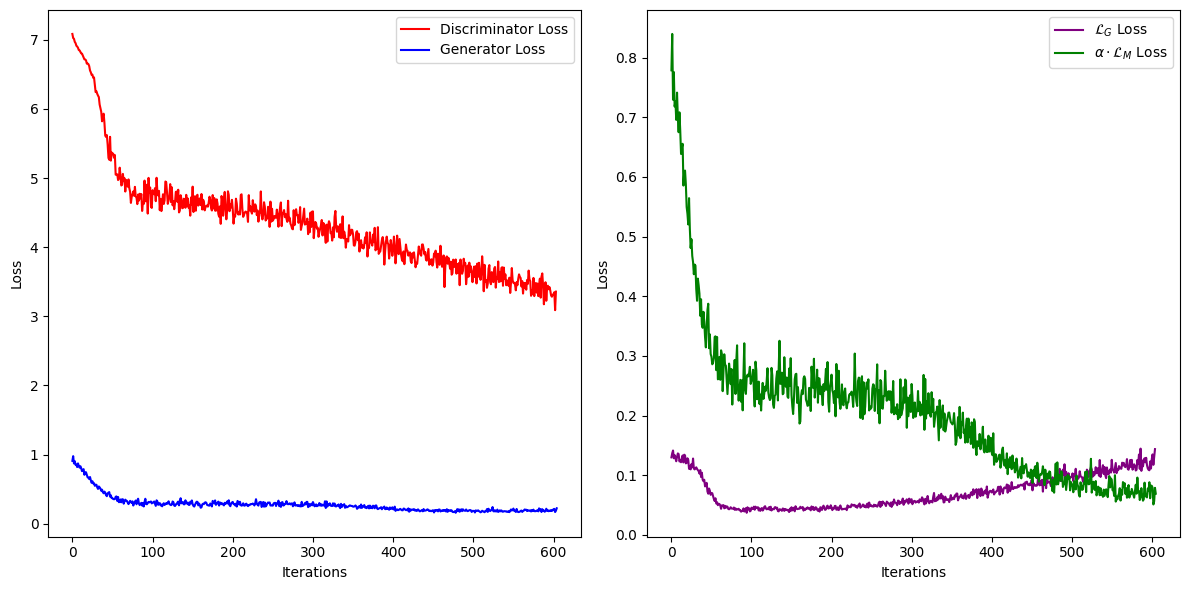 Discriminator Loss
Generator Loss
Loss
7
6
5
4
3
2
1
0
0 100 200 300 400 500 600
Iterations
ℒ_G Loss
α · ℒ_M Loss
Loss
0.8
0.7
0.6
0.5
0.4
0.3
0.2
0.1
0.0
0 100 200 300 400 500 600
Iterations